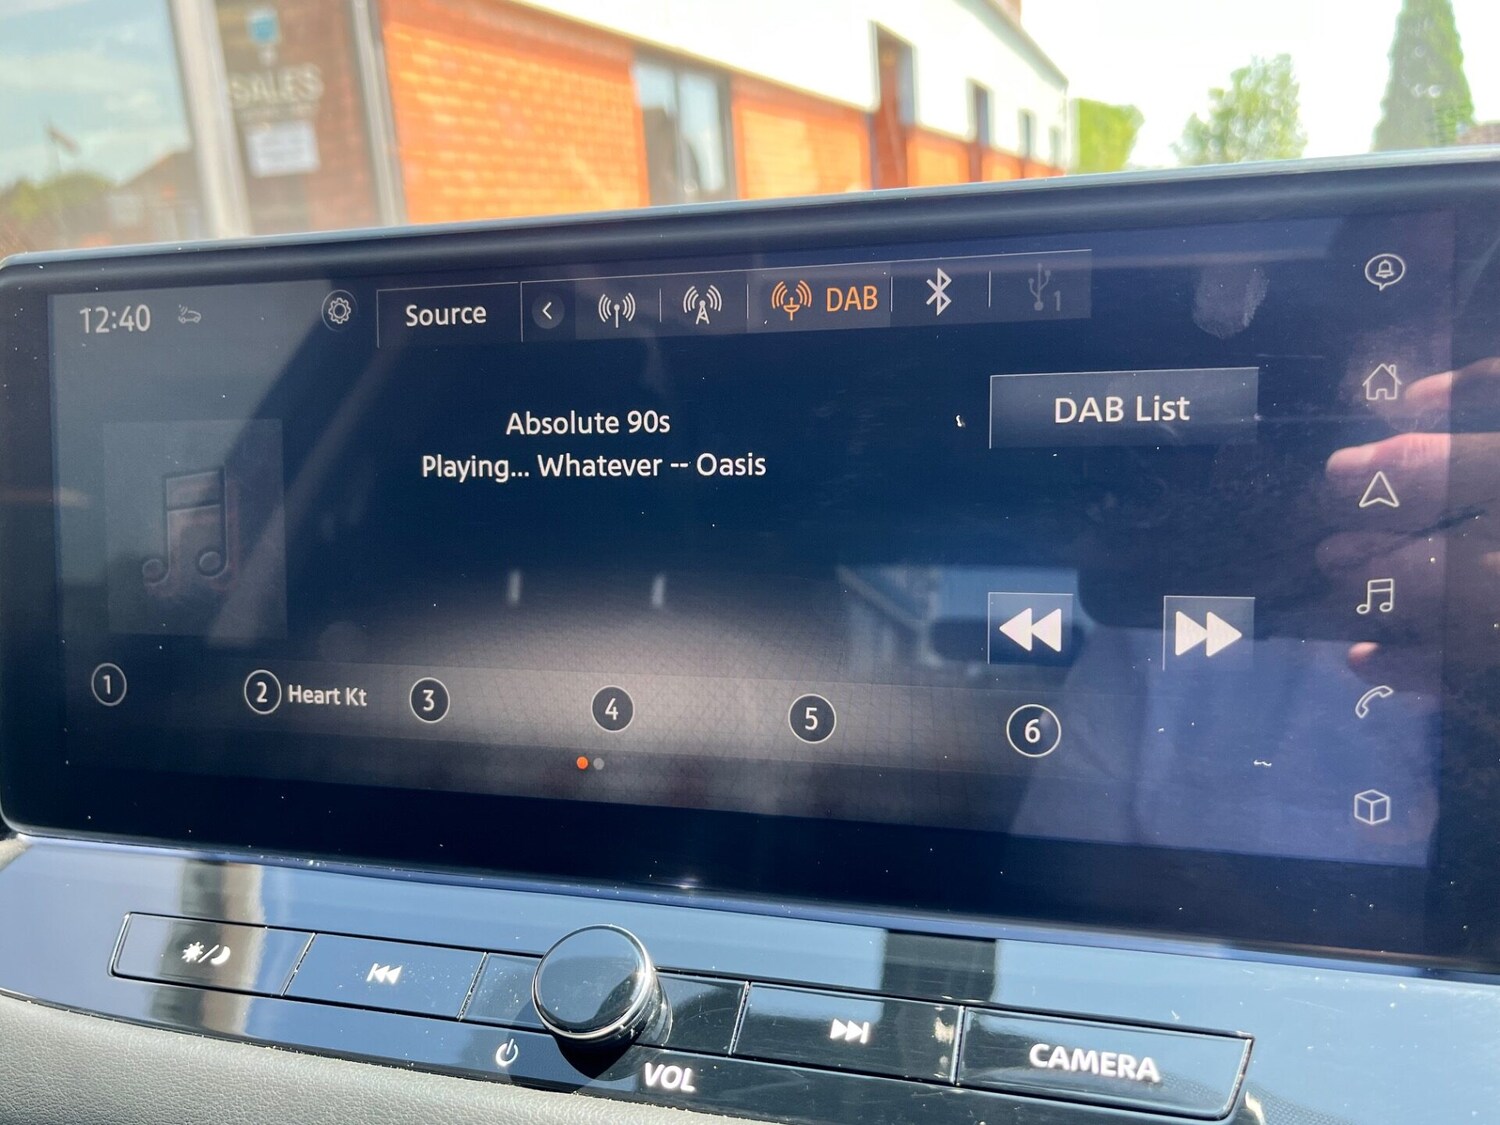 SALES
12:40
Source
DAB
1
Absolute 90s
DAB List
Playing... Whatever -- Oasis
1
2 Heart Kt
3
4
5
6
VOL
CAMERA